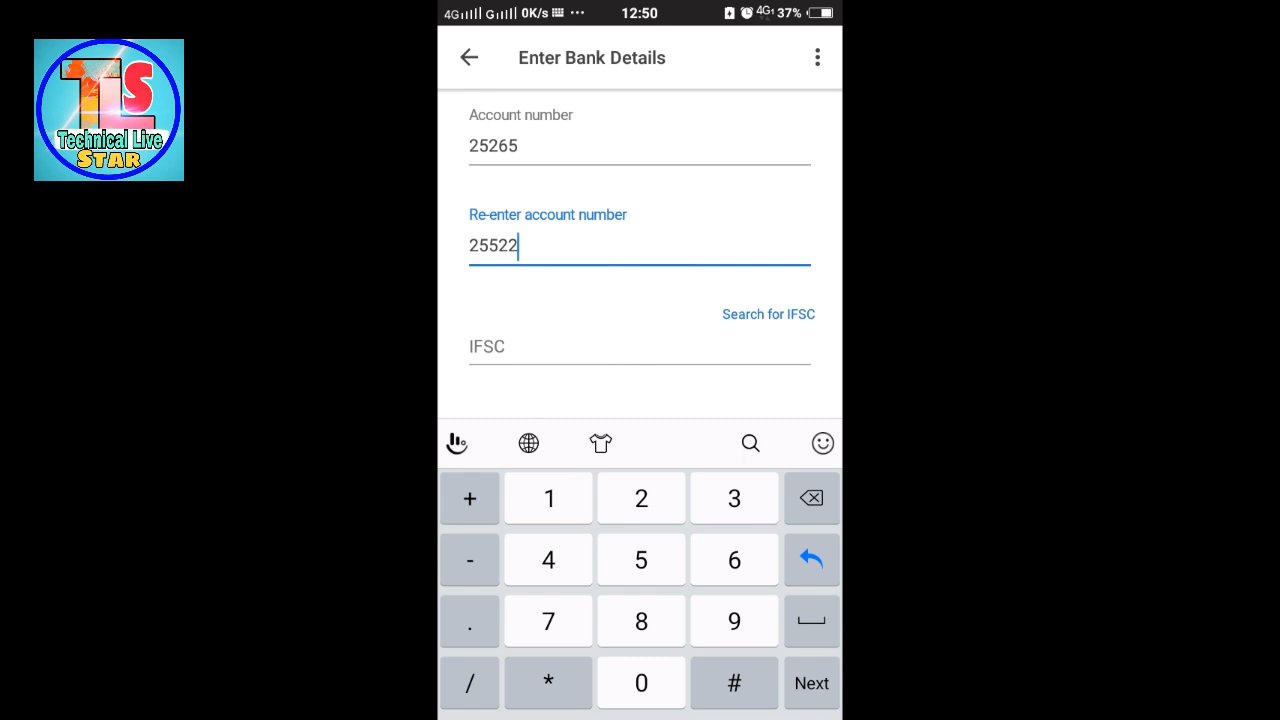 TLS
Technical Live
STAR
4G G 0K/s ··· 12:50 4G1 37%
Enter Bank Details
Account number
25265
Re-enter account number
25522
Search for IFSC
IFSC
+ 1 2 3
- 4 5 6
. 7 8 9
/ * 0 # Next